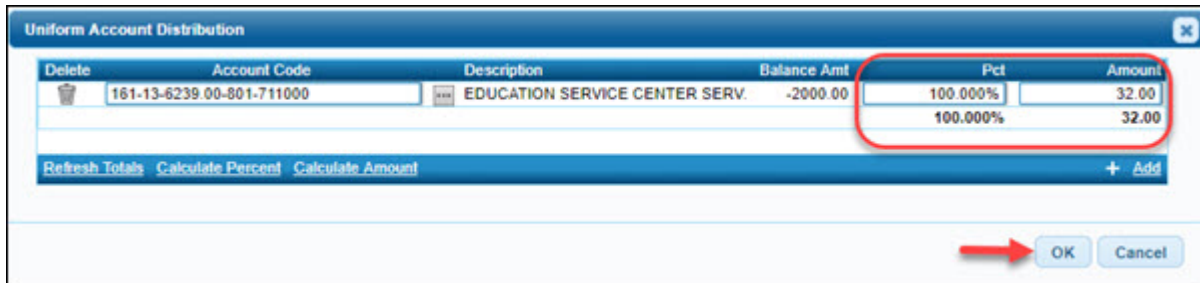 Uniform Account Distribution
Delete Account Code Description Balance Amt Pct Amount
161-13-6239.00-801-711000 ... EDUCATION SERVICE CENTER SERV. -2000.00 100.000% 32.00
100.000% 32.00
Refresh Totals Calculate Percent Calculate Amount + Add
OK Cancel